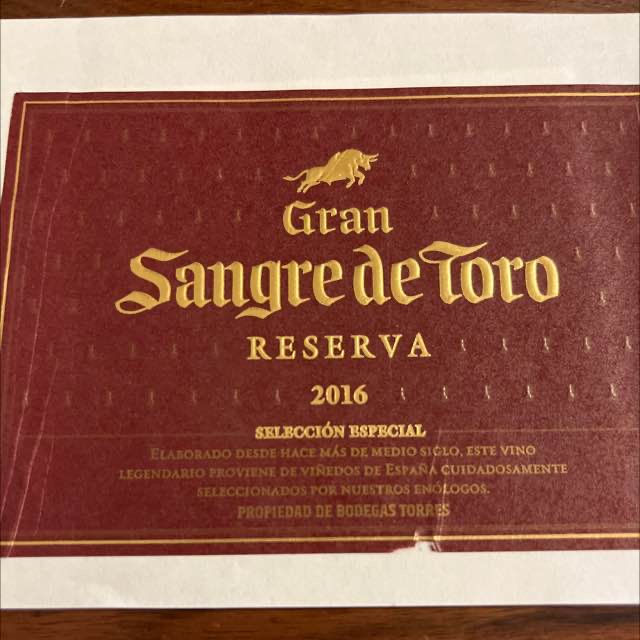 Gran
Sangre de Toro
RESERVA
2016
SELECCIÓN ESPECIAL
ELABORADO DESDE HACE MÁS DE MEDIO SIGLO, ESTE VINO
LEGENDARIO PROVIENE DE VIÑEDOS DE ESPAÑA CUIDADOSAMENTE
SELECCIONADOS POR NUESTROS ENÓLOGOS.
PROPIEDAD DE BODEGAS TORRES